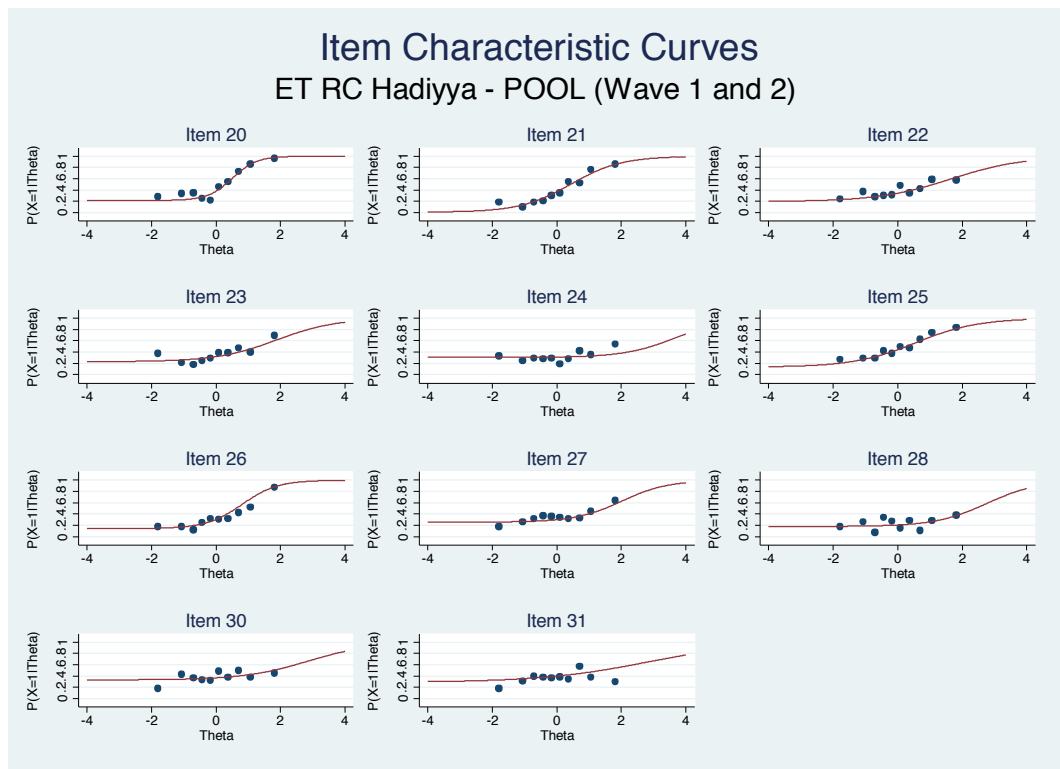 Item Characteristic Curves
ET RC Hadiyya - POOL (Wave 1 and 2)
Item 20
P(X=1|Theta)
0 .2 .4 .6 .8 1
-4 -2 0 2 4
Theta
Item 21
P(X=1|Theta)
0 .2 .4 .6 .8 1
-4 -2 0 2 4
Theta
Item 22
P(X=1|Theta)
0 .2 .4 .6 .8 1
-4 -2 0 2 4
Theta
Item 23
P(X=1|Theta)
0 .2 .4 .6 .8 1
-4 -2 0 2 4
Theta
Item 24
P(X=1|Theta)
0 .2 .4 .6 .8 1
-4 -2 0 2 4
Theta
Item 25
P(X=1|Theta)
0 .2 .4 .6 .8 1
-4 -2 0 2 4
Theta
Item 26
P(X=1|Theta)
0 .2 .4 .6 .8 1
-4 -2 0 2 4
Theta
Item 27
P(X=1|Theta)
0 .2 .4 .6 .8 1
-4 -2 0 2 4
Theta
Item 28
P(X=1|Theta)
0 .2 .4 .6 .8 1
-4 -2 0 2 4
Theta
Item 30
P(X=1|Theta)
0 .2 .4 .6 .8 1
-4 -2 0 2 4
Theta
Item 31
P(X=1|Theta)
0 .2 .4 .6 .8 1
-4 -2 0 2 4
Theta